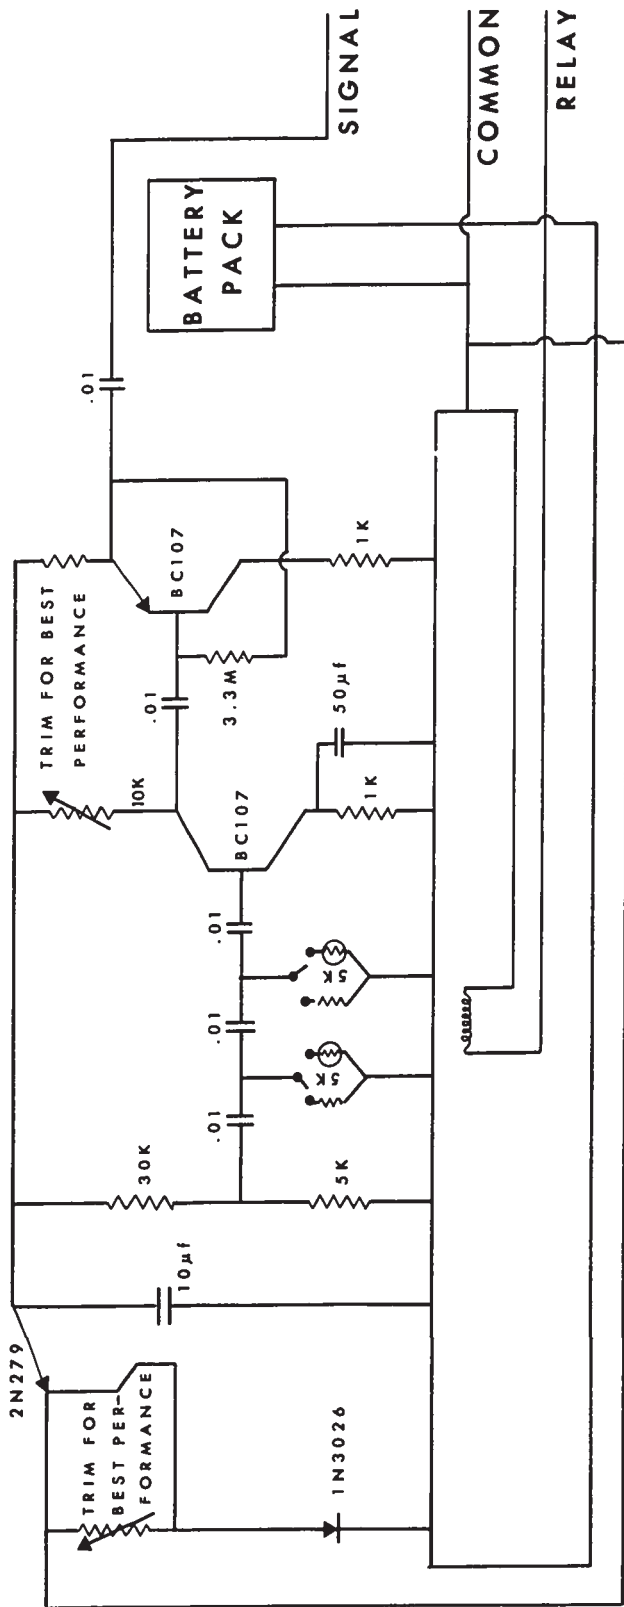 2N279
TRIM FOR
BEST PER-
FORMANCE
1N3026
10µf
30K
5K
.01
5K
.01
5K
.01
BC107
1K
50µf
10K
TRIM FOR BEST
PERFORMANCE
.01
3.3M
BC107
1K
.01
BATTERY
PACK
SIGNAL
COMMON
RELAY